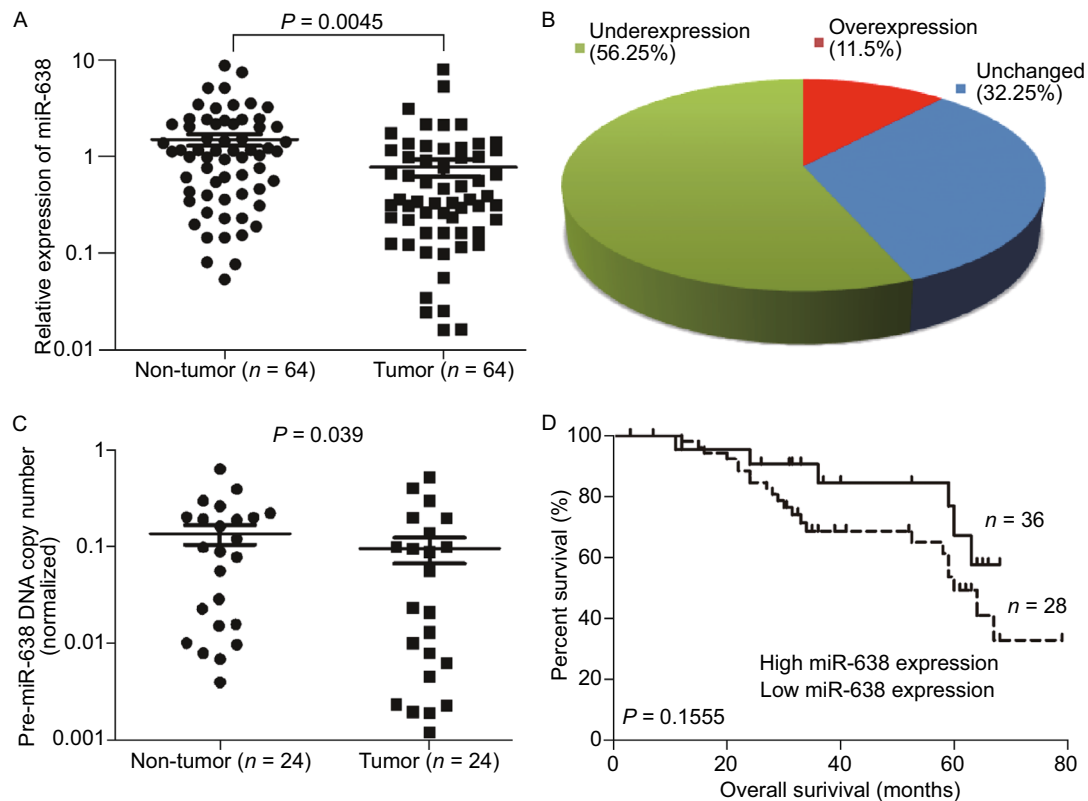 A
P = 0.0045
Relative expression of miR-638
10
1
0.1
0.01
Non-tumor (n = 64)
Tumor (n = 64)
B
Underexpression
(56.25%)
Overexpression
(11.5%)
Unchanged
(32.25%)
C
P = 0.039
Pre-miR-638 DNA copy number
(normalized)
1
0.1
0.01
0.001
Non-tumor (n = 24)
Tumor (n = 24)
D
Percent survival (%)
100
80
60
40
20
0
n = 36
n = 28
High miR-638 expression
Low miR-638 expression
P = 0.1555
0
20
40
60
80
Overall surivival (months)